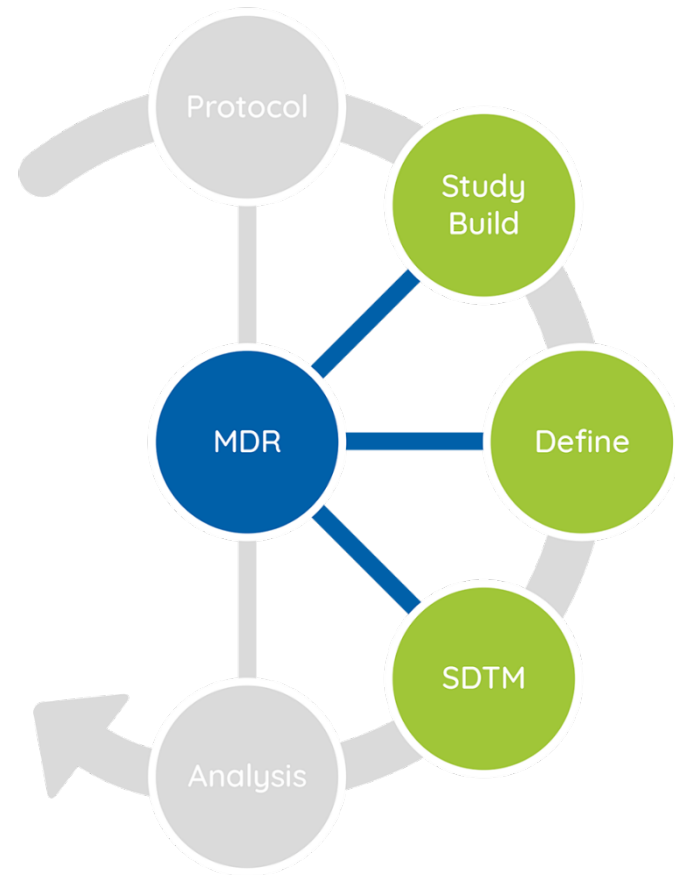 Protocol
Study
Build
MDR
Define
SDTM
Analysis